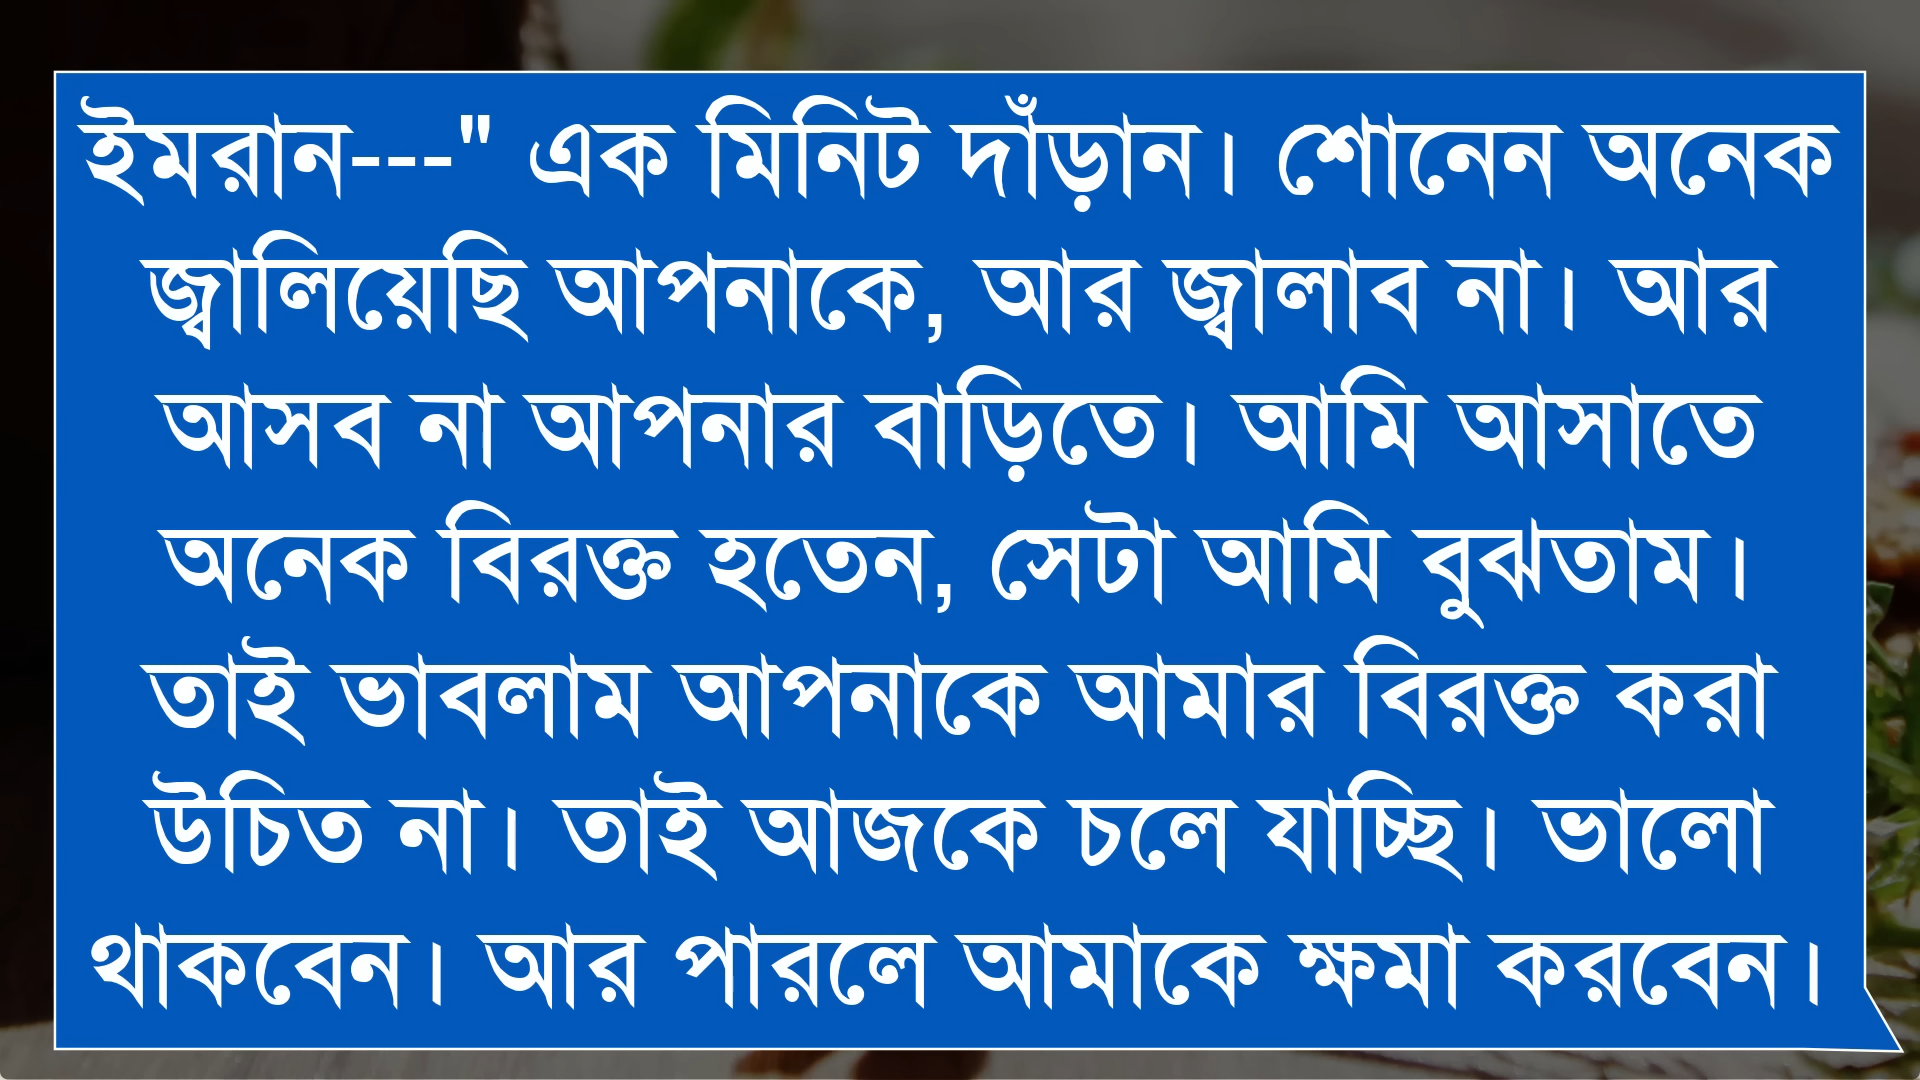 ইমরান---" এক মিনিট দাঁড়ান। শোনেন অনেক
জ্বালিয়েছি আপনাকে, আর জ্বালাব না। আর
আসব না আপনার বাড়িতে। আমি আসাতে
অনেক বিরক্ত হতেন, সেটা আমি বুঝতাম।
তাই ভাবলাম আপনাকে আমার বিরক্ত করা
উচিত না। তাই আজকে চলে যাচ্ছি। ভালো
থাকবেন। আর পারলে আমাকে ক্ষমা করবেন।